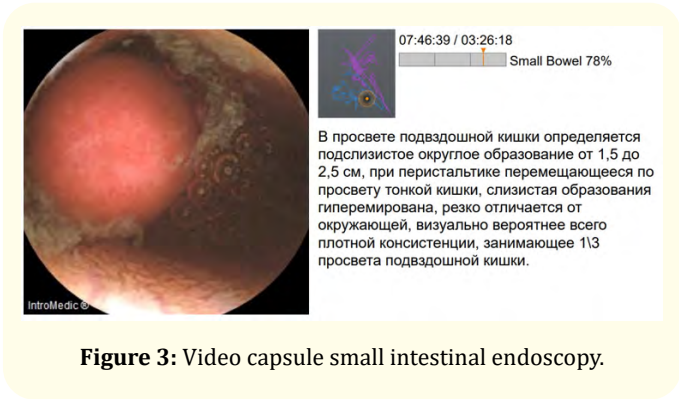 07:46:39 / 03:26:18
Small Bowel 78%
В просвете подвздошной кишки определяется
подслизистое округлое образование от 1,5 до
2,5 см, при перистальтике перемещающееся по
просвету тонкой кишки, слизистая образования
гиперемирована, резко отличается от
окружающей, визуально вероятнее всего
плотной консистенции, занимающее 1\3
просвета подвздошной кишки.
IntroMedic ®
Figure 3: Video capsule small intestinal endoscopy.